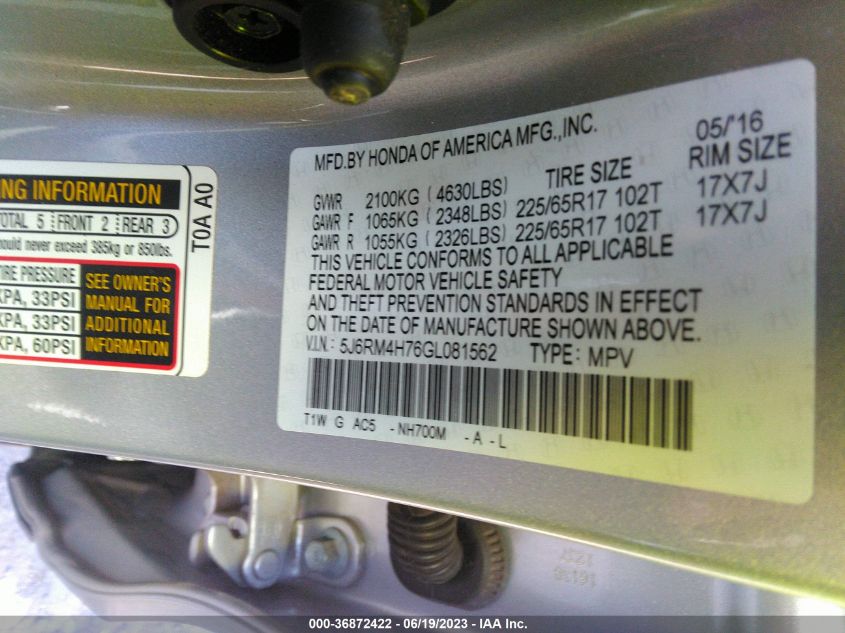 NG INFORMATION
OTAL 5 FRONT 2 REAR 3
hould never exceed 385kg or 850lbs.
IRE PRESSURE
KPA, 33PSI
KPA, 33PSI
KPA, 60PSI
SEE OWNER'S
MANUAL FOR
ADDITIONAL
INFORMATION
T0A A0
MFD.BY HONDA OF AMERICA MFG.,INC. 05/'16
GVWR 2100KG (4630LBS) TIRE SIZE RIM SIZE
GAWR F 1065KG (2348LBS) 225/65R17 102T 17X7J
GAWR R 1055KG (2326LBS) 225/65R17 102T 17X7J
THIS VEHICLE CONFORMS TO ALL APPLICABLE
FEDERAL MOTOR VEHICLE SAFETY
AND THEFT PREVENTION STANDARDS IN EFFECT
ON THE DATE OF MANUFACTURE SHOWN ABOVE.
V.I.N.: 5J6RM4H76GL081562 TYPE: MPV
T1W G AC5 -NH700M -A-L
000-36872422 - 06/19/2023 - IAA Inc.